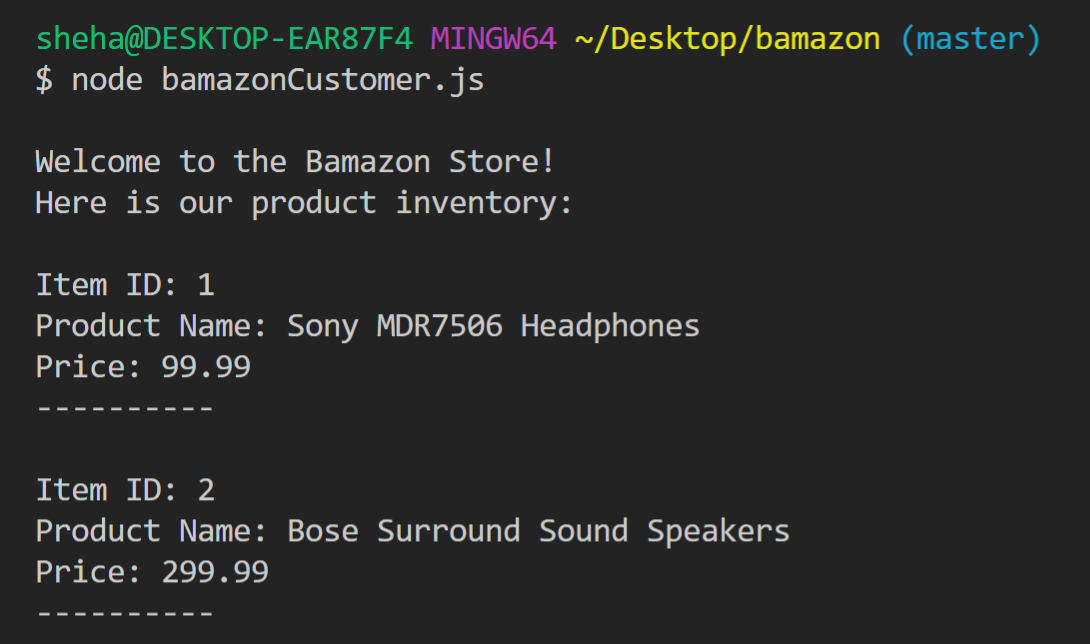 sheha@DESKTOP-EAR87F4 MINGW64 ~/Desktop/bamazon (master)
$ node bamazonCustomer.js
Welcome to the Bamazon Store!
Here is our product inventory:
Item ID: 1
Product Name: Sony MDR7506 Headphones
Price: 99.99
----------
Item ID: 2
Product Name: Bose Surround Sound Speakers
Price: 299.99
----------